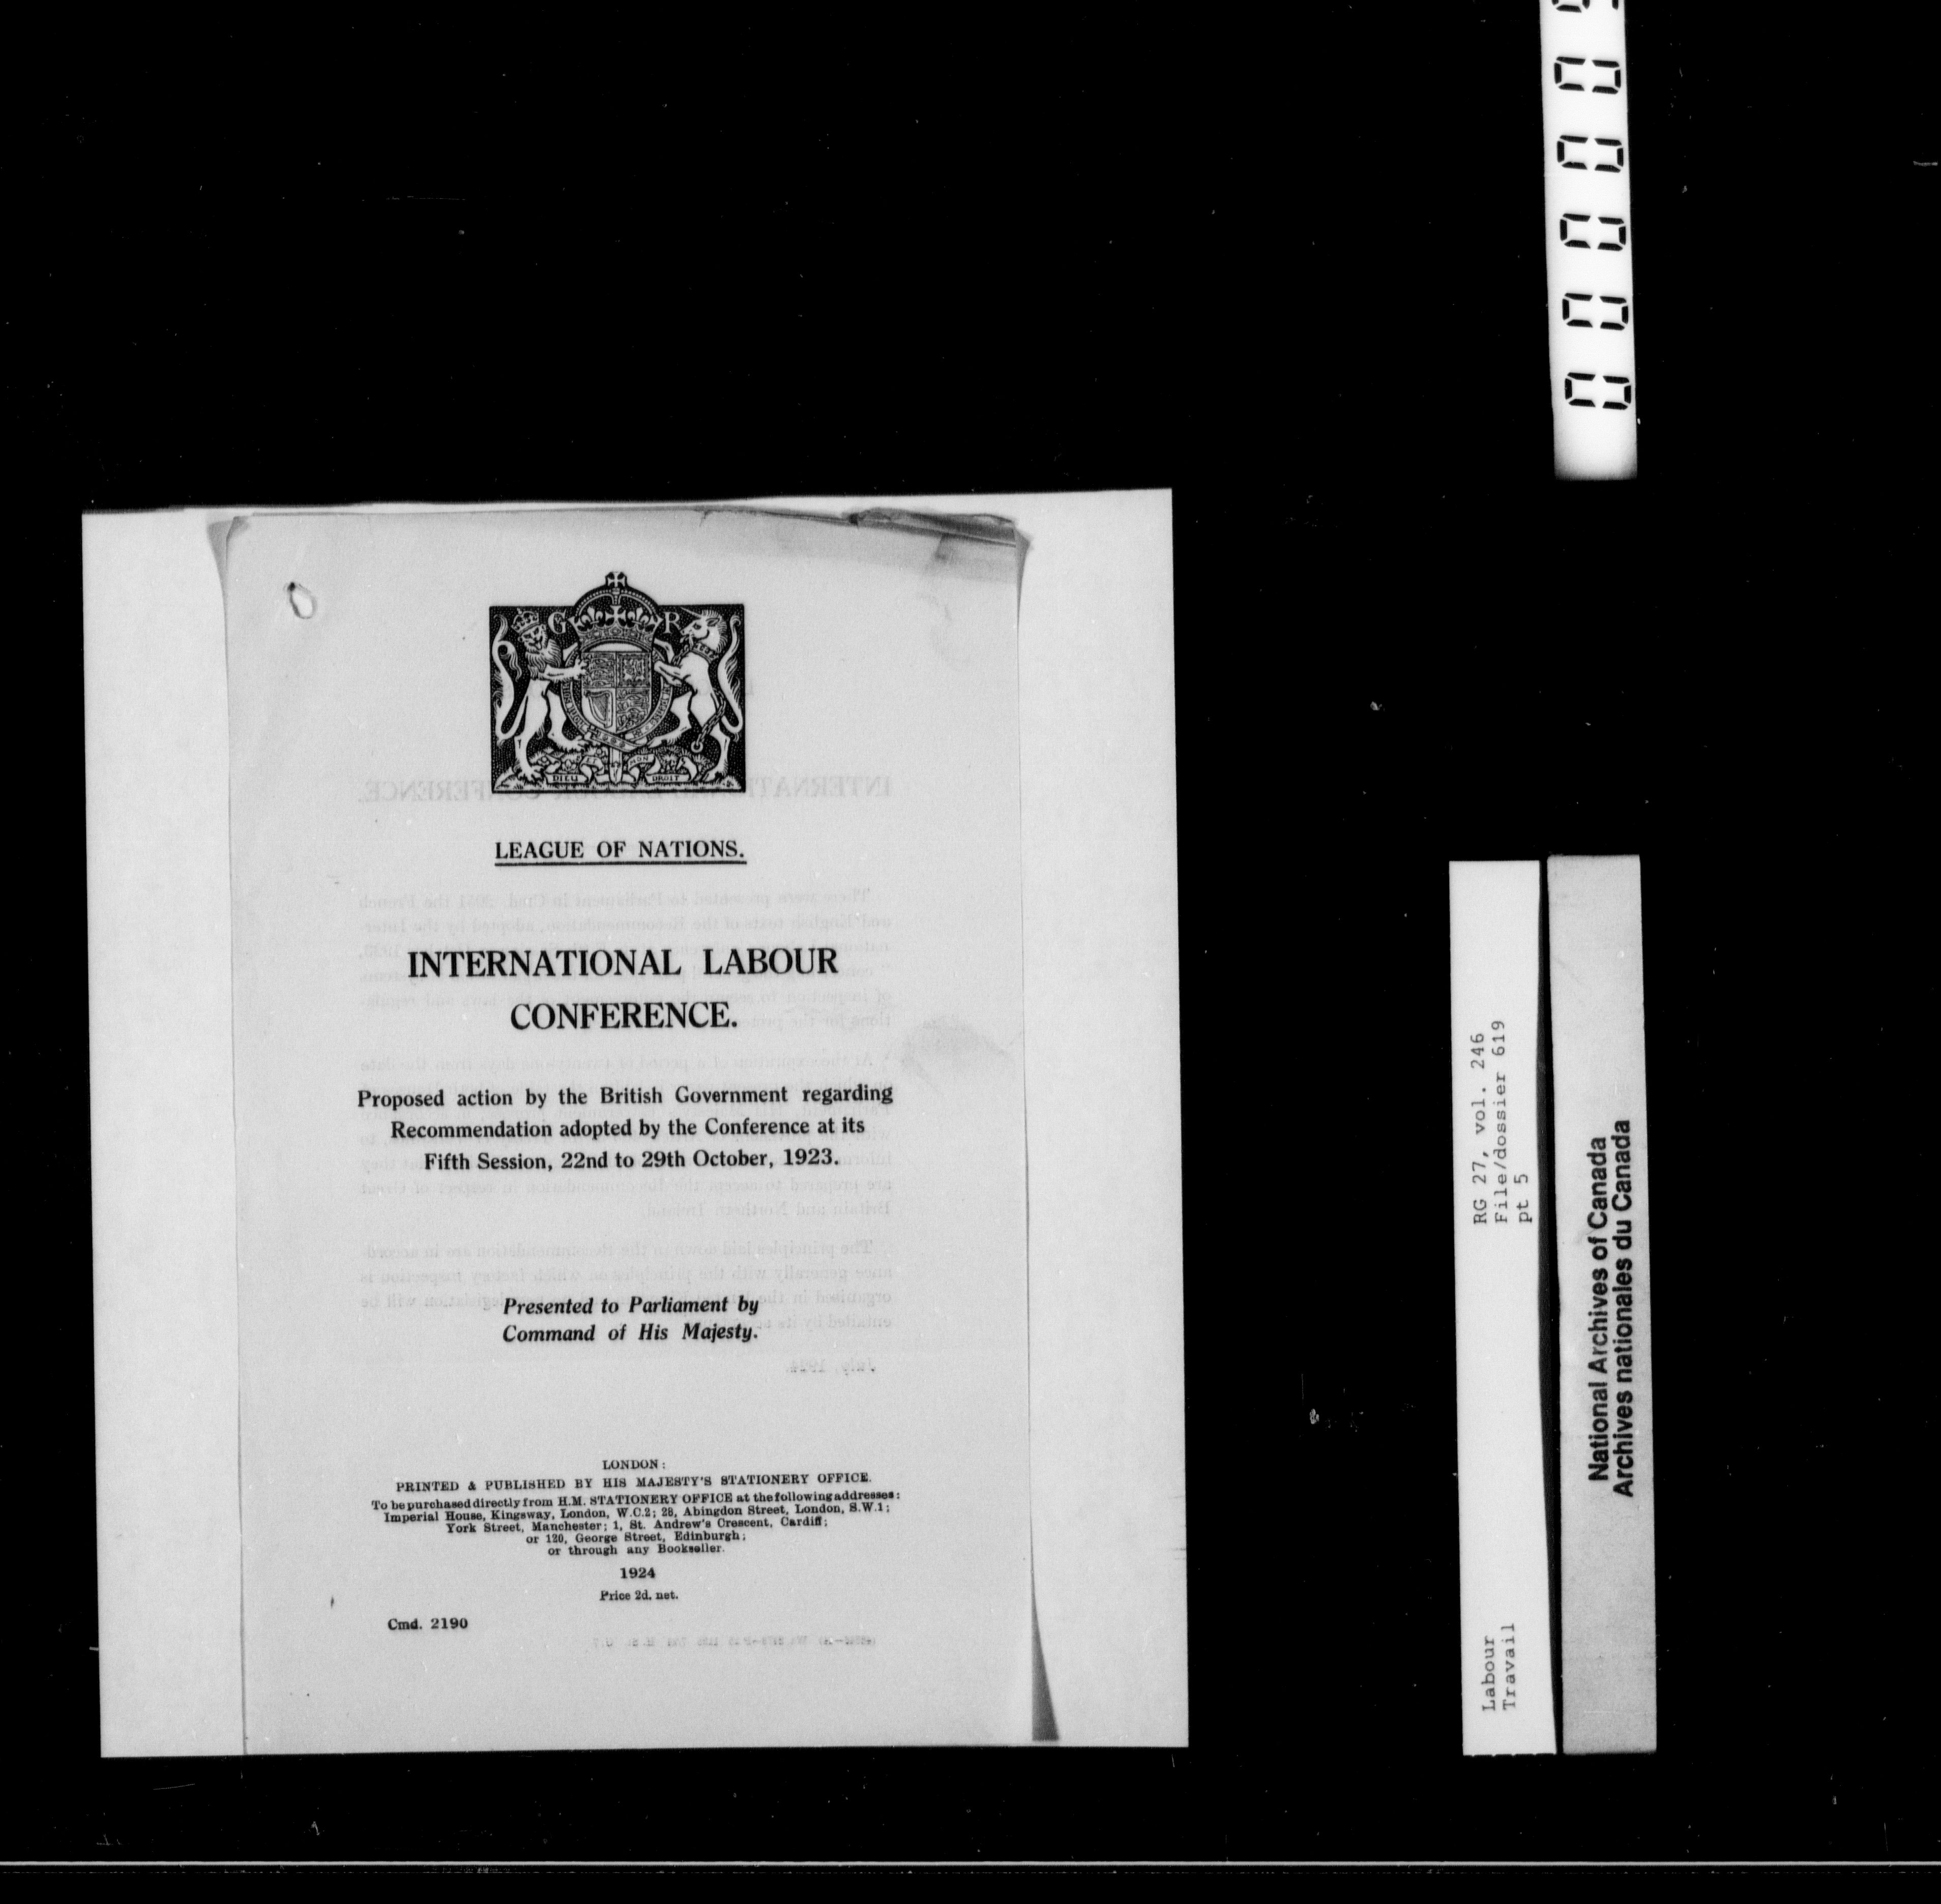 G R
DIEU ET MON DROIT
LEAGUE OF NATIONS.
INTERNATIONAL LABOUR
CONFERENCE.
Proposed action by the British Government regarding
Recommendation adopted by the Conference at its
Fifth Session, 22nd to 29th October, 1923.
Presented to Parliament by
Command of His Majesty.
LONDON:
PRINTED & PUBLISHED BY HIS MAJESTY'S STATIONERY OFFICE.
To be purchased directly from H.M. STATIONERY OFFICE at the following addresses:
Imperial House, Kingsway, London, W.C.2; 28, Abingdon Street, London, S.W.1;
York Street, Manchester; 1, St. Andrew's Crescent, Cardiff;
or 120, George Street, Edinburgh;
or through any Bookseller.
1924
Price 2d. net.
Cmd. 2190
00000
RG 27, vol. 246
File/dossier 619
pt 5
Labour
Travail
National Archives of Canada
Archives nationales du Canada